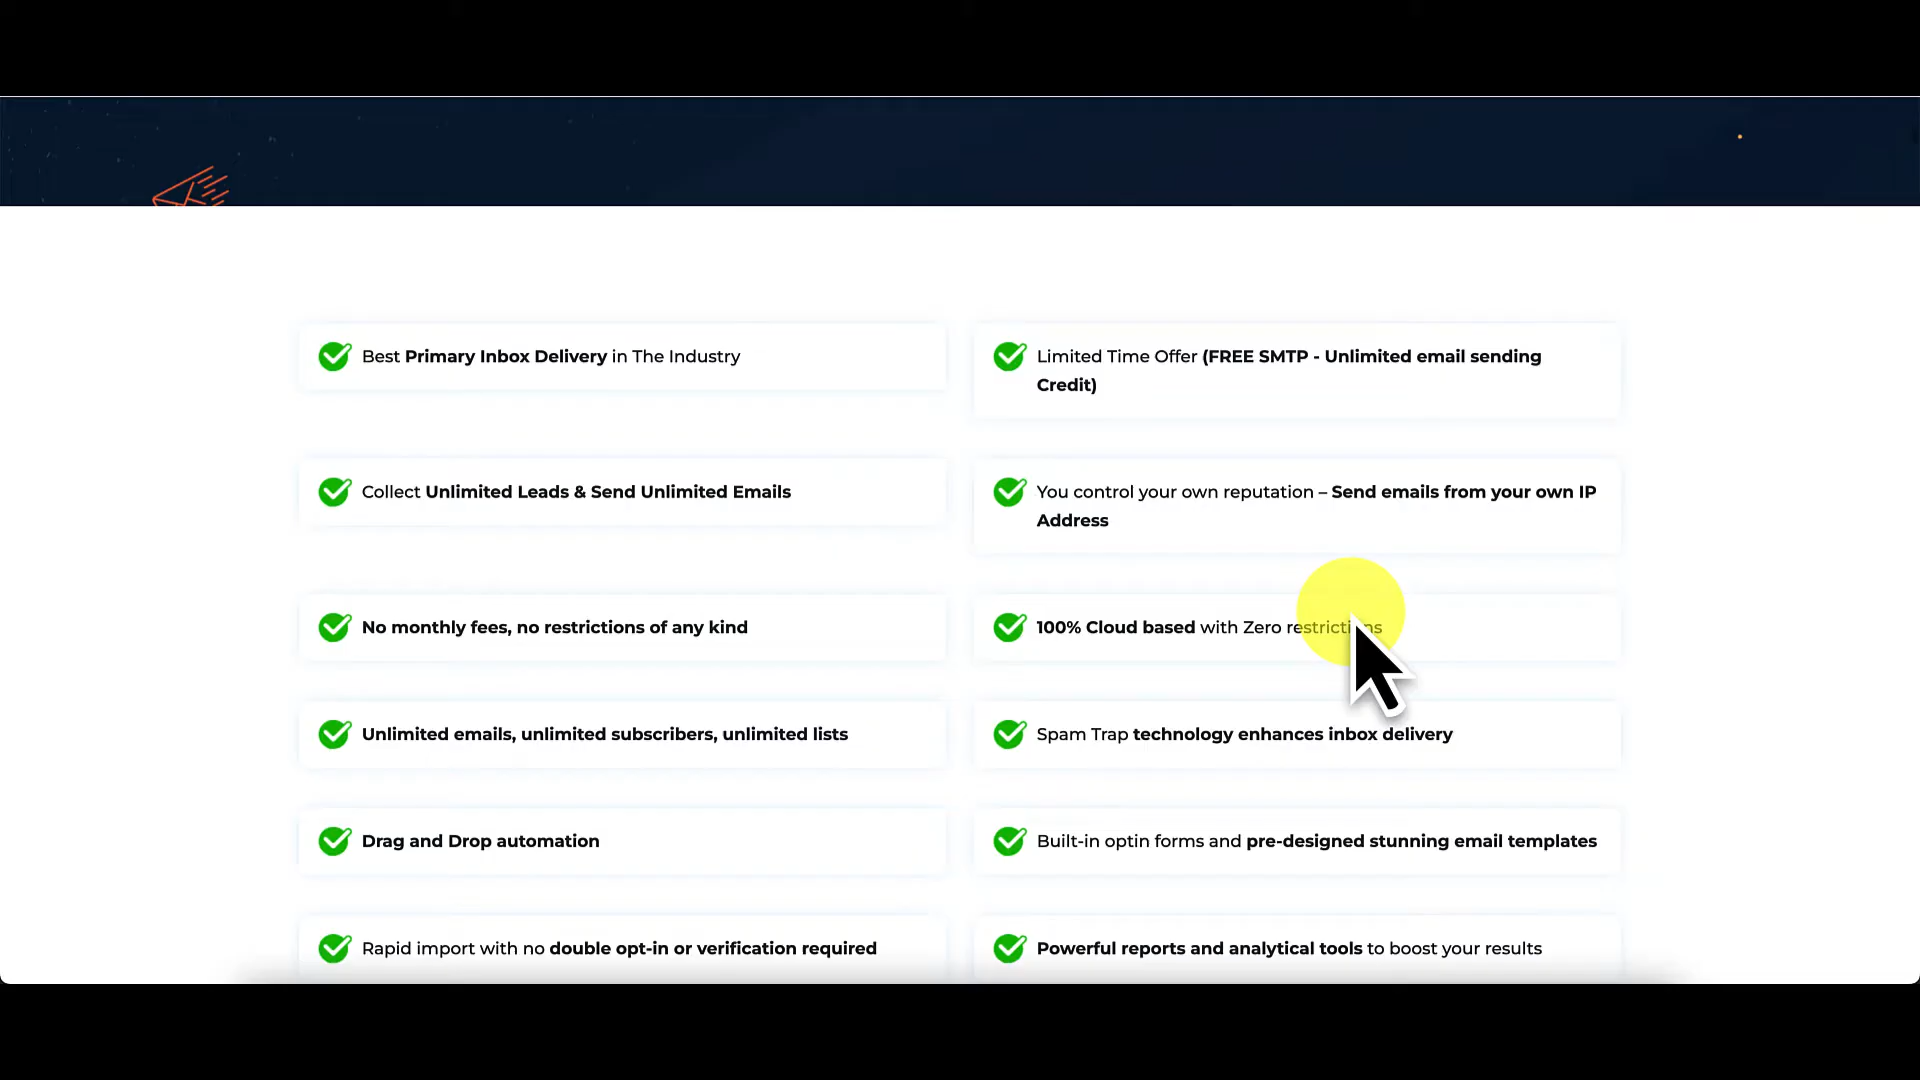 Best Primary Inbox Delivery in The Industry
Limited Time Offer (FREE SMTP - Unlimited email sending
Credit)
Collect Unlimited Leads & Send Unlimited Emails
You control your own reputation – Send emails from your own IP
Address
No monthly fees, no restrictions of any kind
100% Cloud based with Zero restrictions
Unlimited emails, unlimited subscribers, unlimited lists
Spam Trap technology enhances inbox delivery
Drag and Drop automation
Built-in optin forms and pre-designed stunning email templates
Rapid import with no double opt-in or verification required
Powerful reports and analytical tools to boost your results